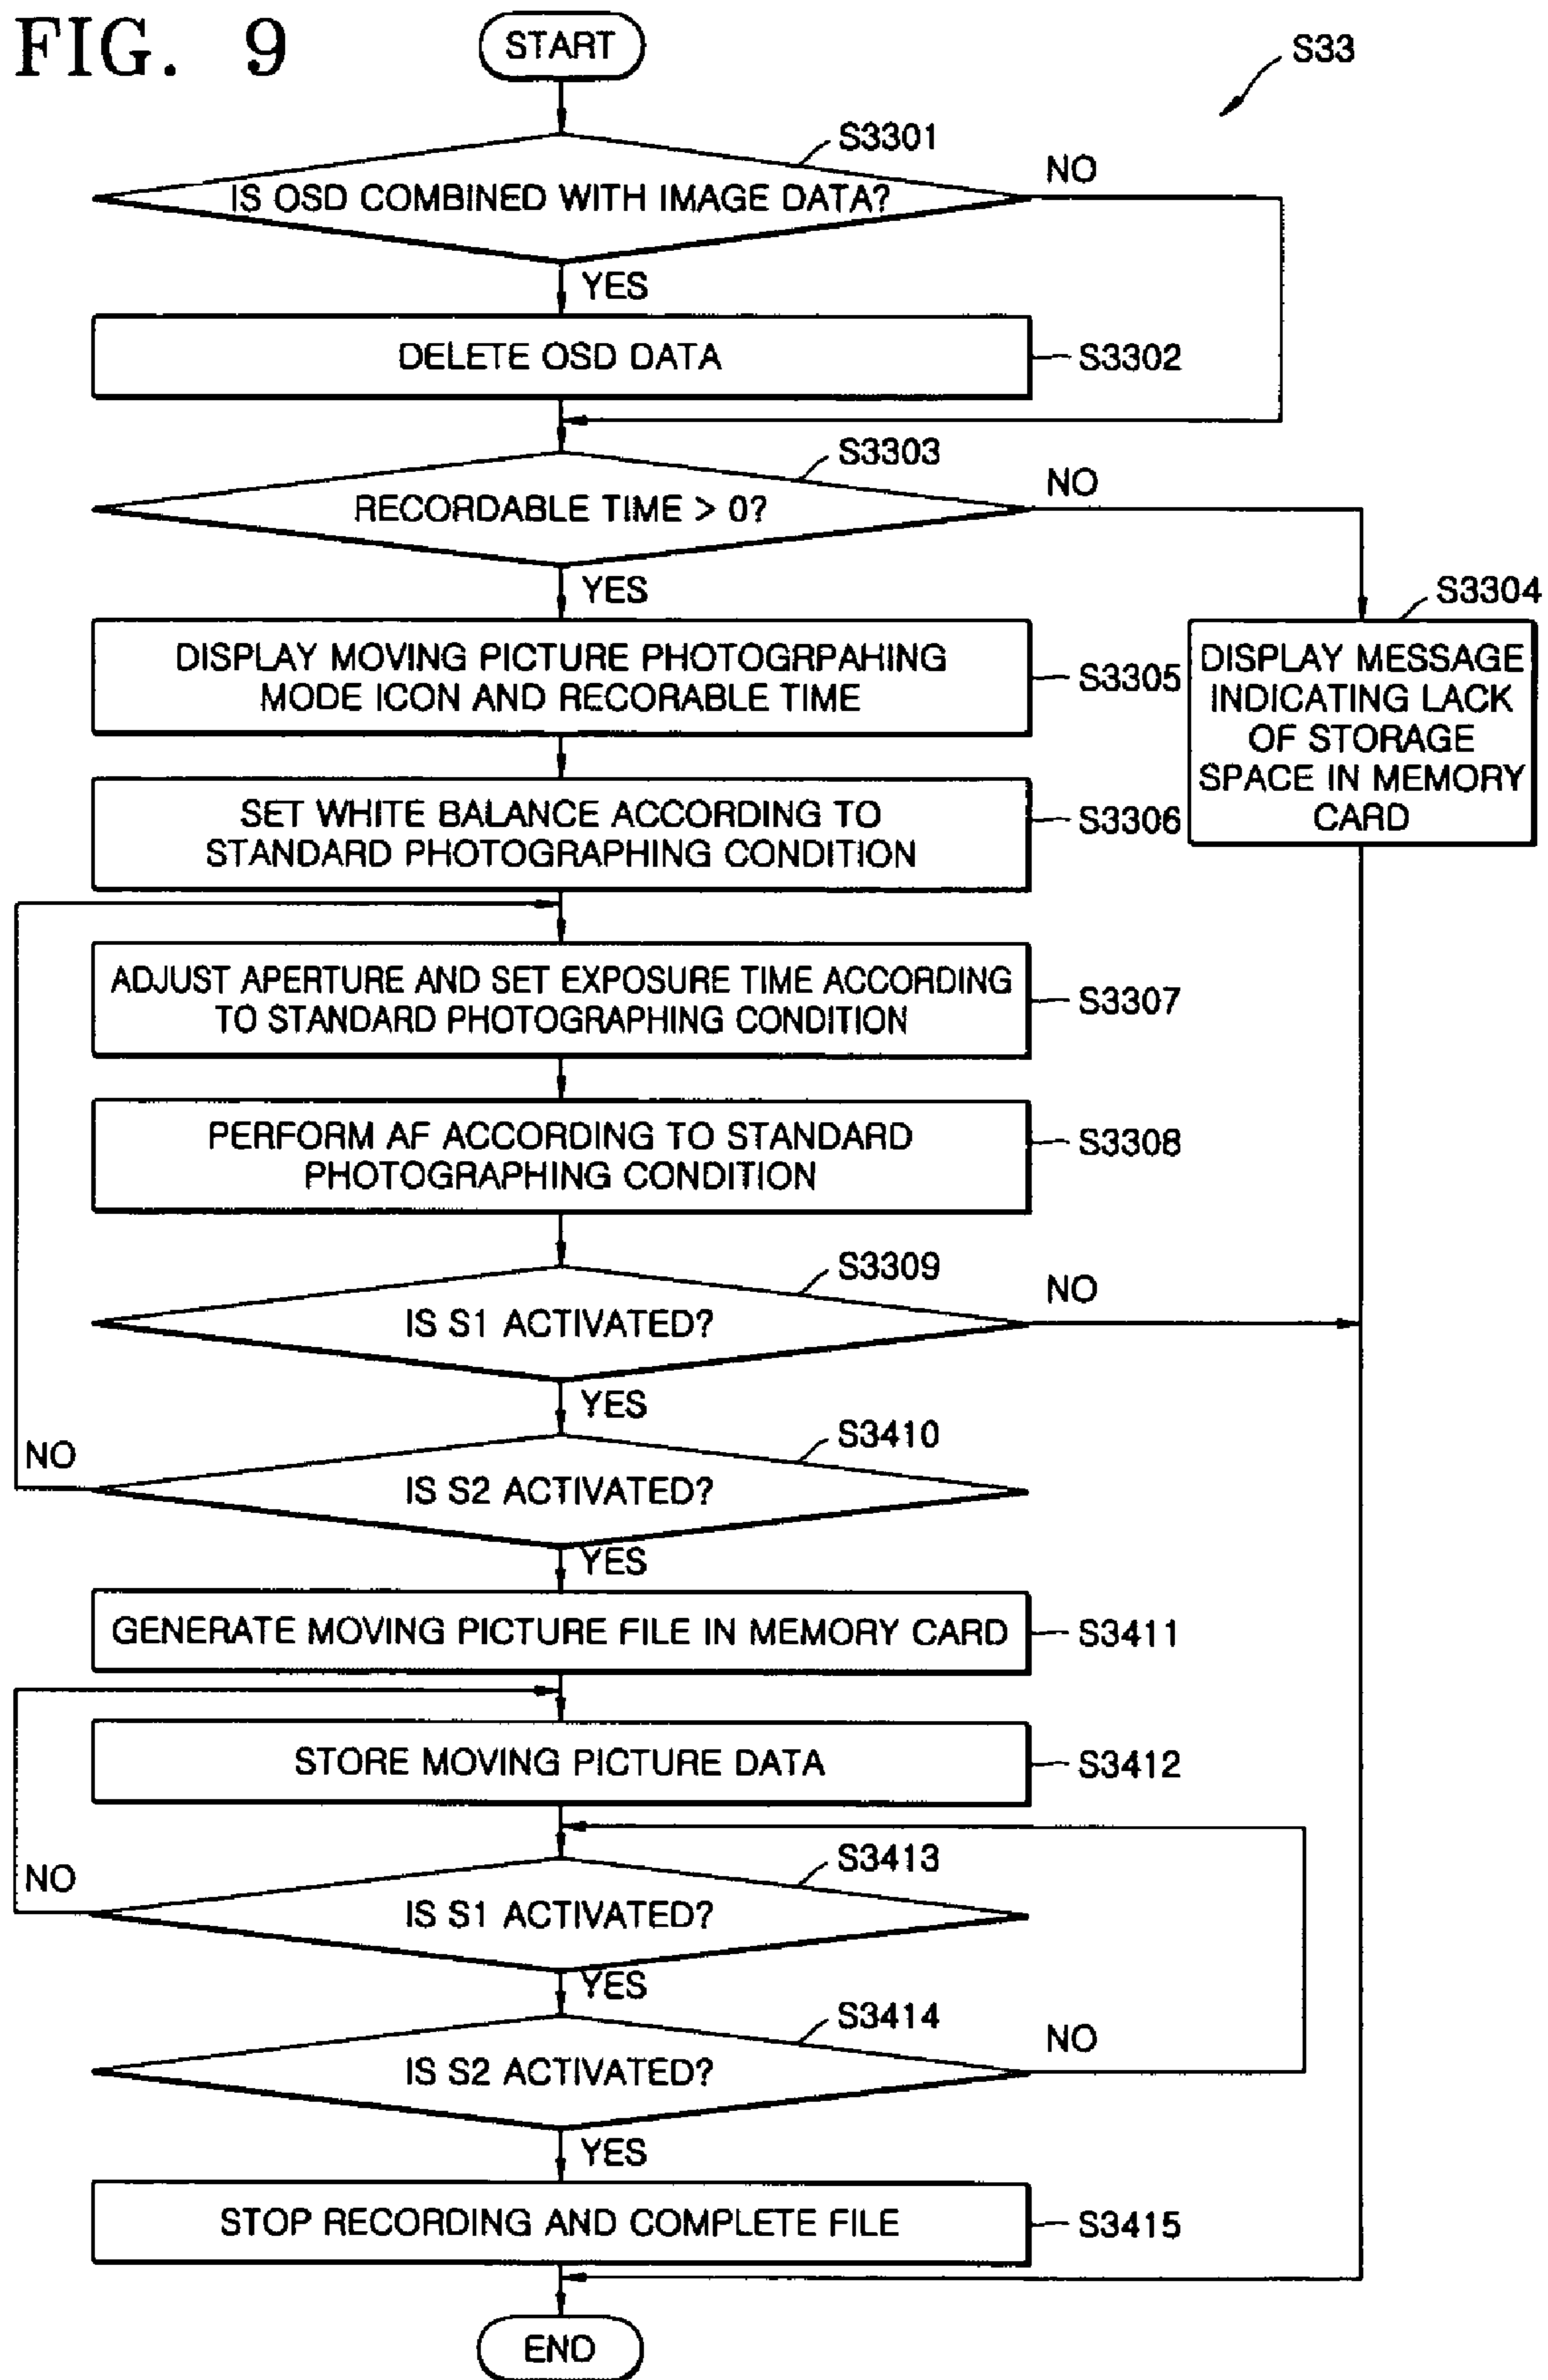 FIG. 9
START
S33
S3301
IS OSD COMBINED WITH IMAGE DATA?
NO
YES
DELETE OSD DATA
S3302
S3303
RECORDABLE TIME > 0?
NO
YES
S3304
DISPLAY MESSAGE
INDICATING LACK
OF STORAGE
SPACE IN MEMORY
CARD
DISPLAY MOVING PICTURE PHOTOGRPAHING
MODE ICON AND RECORABLE TIME
S3305
SET WHITE BALANCE ACCORDING TO
STANDARD PHOTOGRAPHING CONDITION
S3306
ADJUST APERTURE AND SET EXPOSURE TIME ACCORDING
TO STANDARD PHOTOGRAPHING CONDITION
S3307
PERFORM AF ACCORDING TO STANDARD
PHOTOGRAPHING CONDITION
S3308
S3309
IS S1 ACTIVATED?
NO
YES
S3410
IS S2 ACTIVATED?
NO
YES
GENERATE MOVING PICTURE FILE IN MEMORY CARD
S3411
STORE MOVING PICTURE DATA
S3412
S3413
IS S1 ACTIVATED?
NO
YES
S3414
IS S2 ACTIVATED?
NO
YES
STOP RECORDING AND COMPLETE FILE
S3415
END